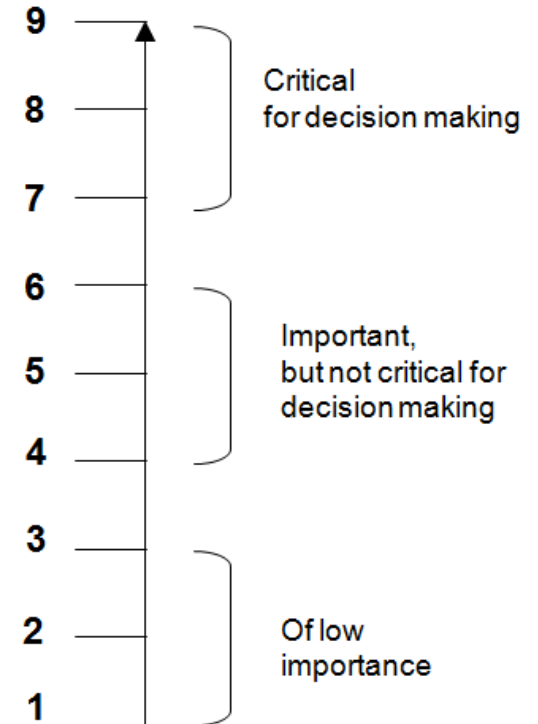 9
Critical
8
for decision making
7
6
Important,
5
but not critical for
decision making
4
3
2
Of low
importance
1